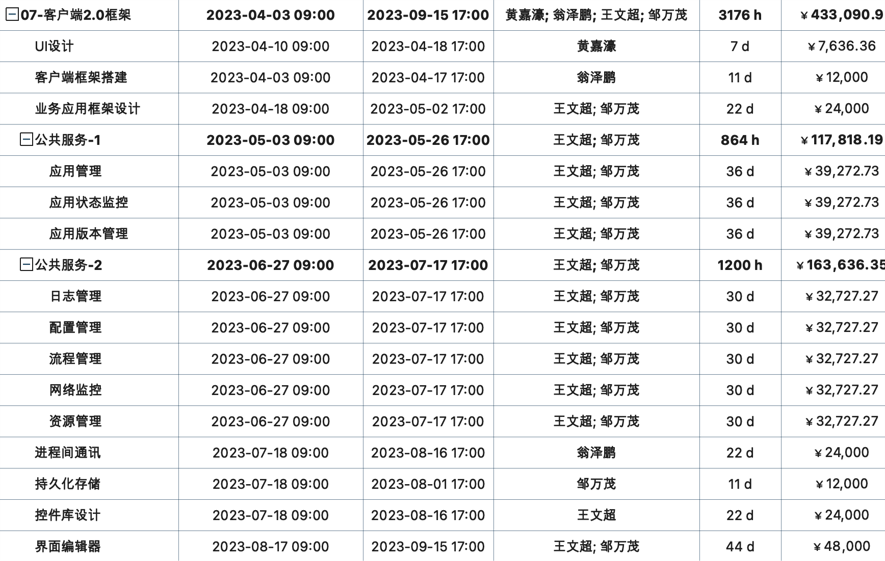 07-客户端2.0框架 2023-04-03 09:00 2023-09-15 17:00 黄嘉濠; 翁泽鹏; 王文超; 邹万茂 3176 h ¥433,090.9
UI设计 2023-04-10 09:00 2023-04-18 17:00 黄嘉濠 7 d ¥7,636.36
客户端框架搭建 2023-04-03 09:00 2023-04-17 17:00 翁泽鹏 11 d ¥12,000
业务应用框架设计 2023-04-18 09:00 2023-05-02 17:00 王文超; 邹万茂 22 d ¥24,000
公共服务-1 2023-05-03 09:00 2023-05-26 17:00 王文超; 邹万茂 864 h ¥117,818.19
应用管理 2023-05-03 09:00 2023-05-26 17:00 王文超; 邹万茂 36 d ¥39,272.73
应用状态监控 2023-05-03 09:00 2023-05-26 17:00 王文超; 邹万茂 36 d ¥39,272.73
应用版本管理 2023-05-03 09:00 2023-05-26 17:00 王文超; 邹万茂 36 d ¥39,272.73
公共服务-2 2023-06-27 09:00 2023-07-17 17:00 王文超; 邹万茂 1200 h ¥163,636.35
日志管理 2023-06-27 09:00 2023-07-17 17:00 王文超; 邹万茂 30 d ¥32,727.27
配置管理 2023-06-27 09:00 2023-07-17 17:00 王文超; 邹万茂 30 d ¥32,727.27
流程管理 2023-06-27 09:00 2023-07-17 17:00 王文超; 邹万茂 30 d ¥32,727.27
网络监控 2023-06-27 09:00 2023-07-17 17:00 王文超; 邹万茂 30 d ¥32,727.27
资源管理 2023-06-27 09:00 2023-07-17 17:00 王文超; 邹万茂 30 d ¥32,727.27
进程间通讯 2023-07-18 09:00 2023-08-16 17:00 翁泽鹏 22 d ¥24,000
持久化存储 2023-07-18 09:00 2023-08-01 17:00 邹万茂 11 d ¥12,000
控件库设计 2023-07-18 09:00 2023-08-16 17:00 王文超 22 d ¥24,000
界面编辑器 2023-08-17 09:00 2023-09-15 17:00 王文超; 邹万茂 44 d ¥48,000